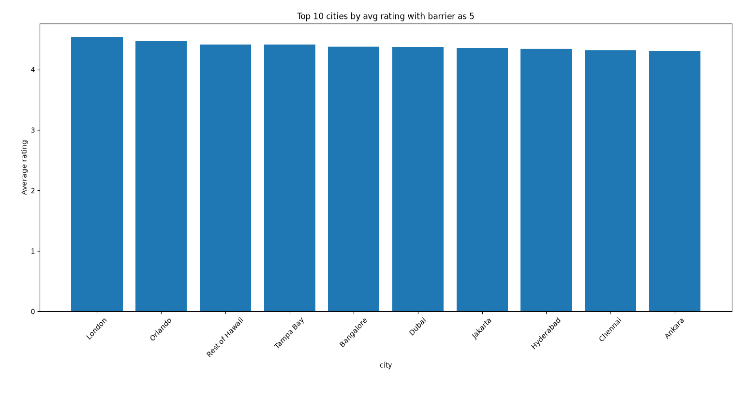 Top 10 cities by avg rating with barrier as 5
Average rating
4
3
2
1
0
London
Orlando
Rest of Hawaii
Tampa Bay
Bangalore
Dubai
Jakarta
Hyderabad
Chennai
Ankara
city